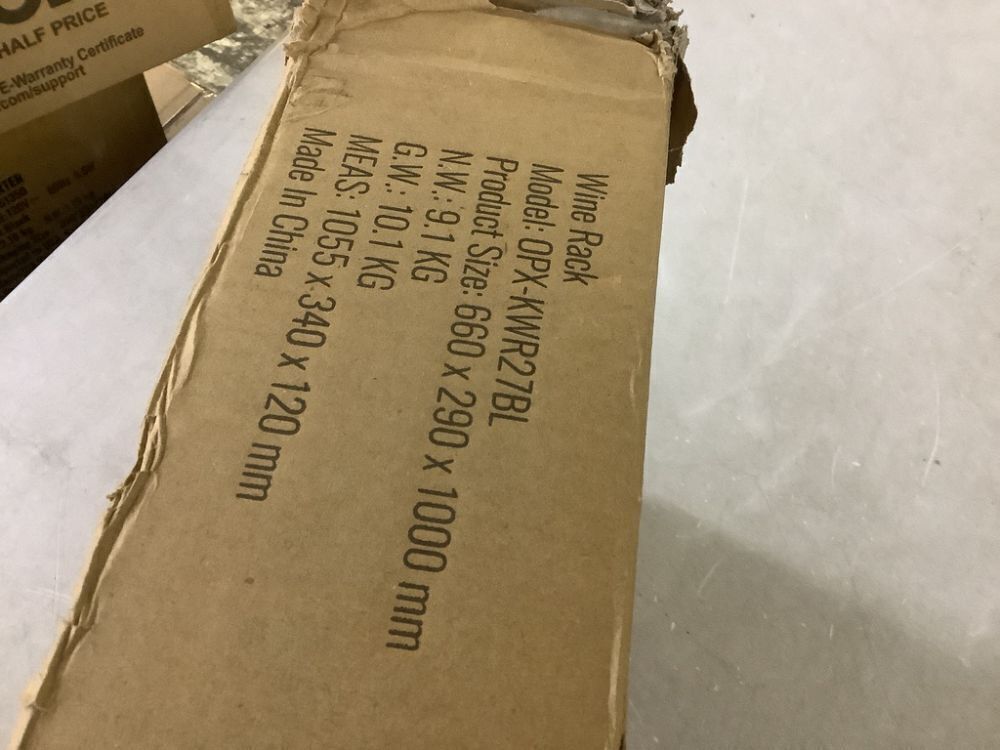 Wine Rack
Model: OPX-KWR27BL
Product Size: 660 x 290 x 1000 mm
N.W.: 9.1 KG
G.W.: 10.1 KG
MEAS: 1055 x 340 x 120 mm
Made In China
HALF PRICE
E-Warranty Certificate
com/support